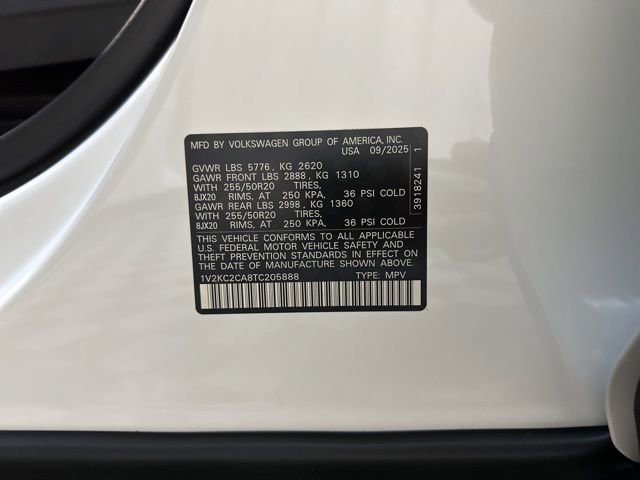 MFD BY VOLKSWAGEN GROUP OF AMERICA, INC.
USA 09/2025
GVWR LBS 5776 , KG 2620
GAWR FRONT LBS 2888 , KG 1310
WITH 255/50R20 TIRES,
8JX20 RIMS, AT 250 KPA, 36 PSI COLD
GAWR REAR LBS 2998 , KG 1360
WITH 255/50R20 TIRES,
8JX20 RIMS, AT 250 KPA, 36 PSI COLD
THIS VEHICLE CONFORMS TO ALL APPLICABLE
U.S. FEDERAL MOTOR VEHICLE SAFETY AND
THEFT PREVENTION STANDARDS IN EFFECT
ON THE DATE OF MANUFACTURE SHOWN ABOVE.
1V2KC2CA8TC205888 TYPE: MPV
3918241 1